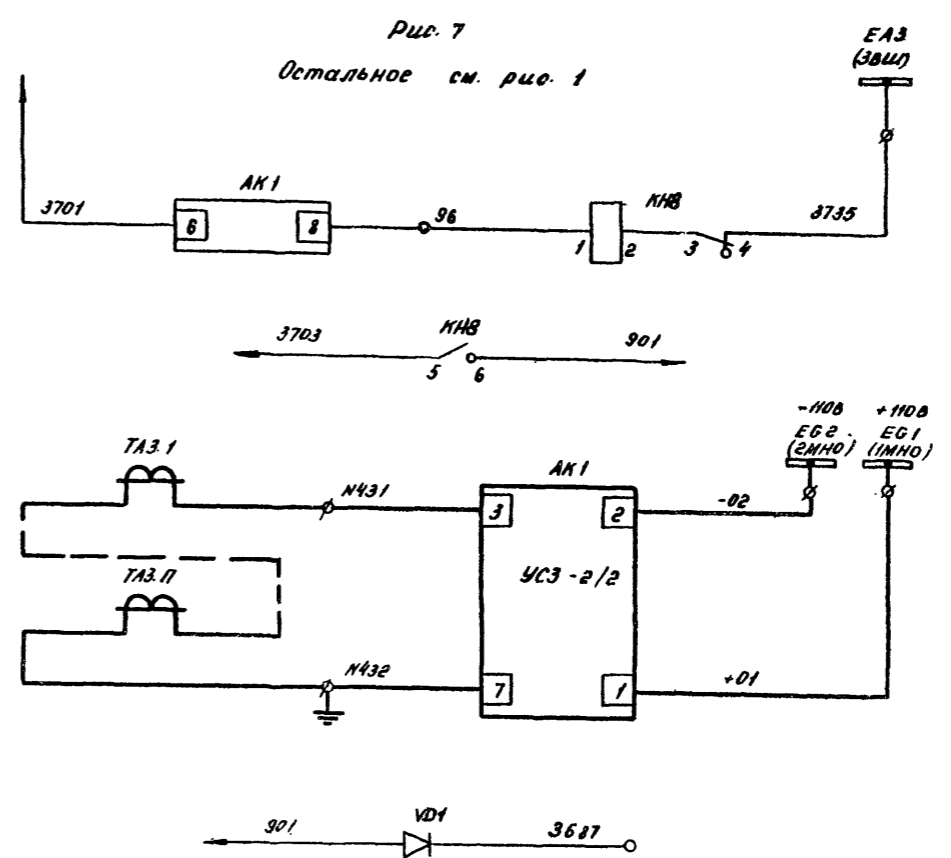 Рис. 7
Остальное см. рис. 1
ЕА3
(3ВШП)
3701
АК1
6
8
96
КН8
1
2
3
4
3735
3703
КН8
5
6
901
-110В
EG2
(2МНО)
+110В
EG1
(1МНО)
ТА3.1
N431
АК1
3
2
-02
УСЗ-2/2
ТА3.П
N432
7
1
+01
901
VD1
3687